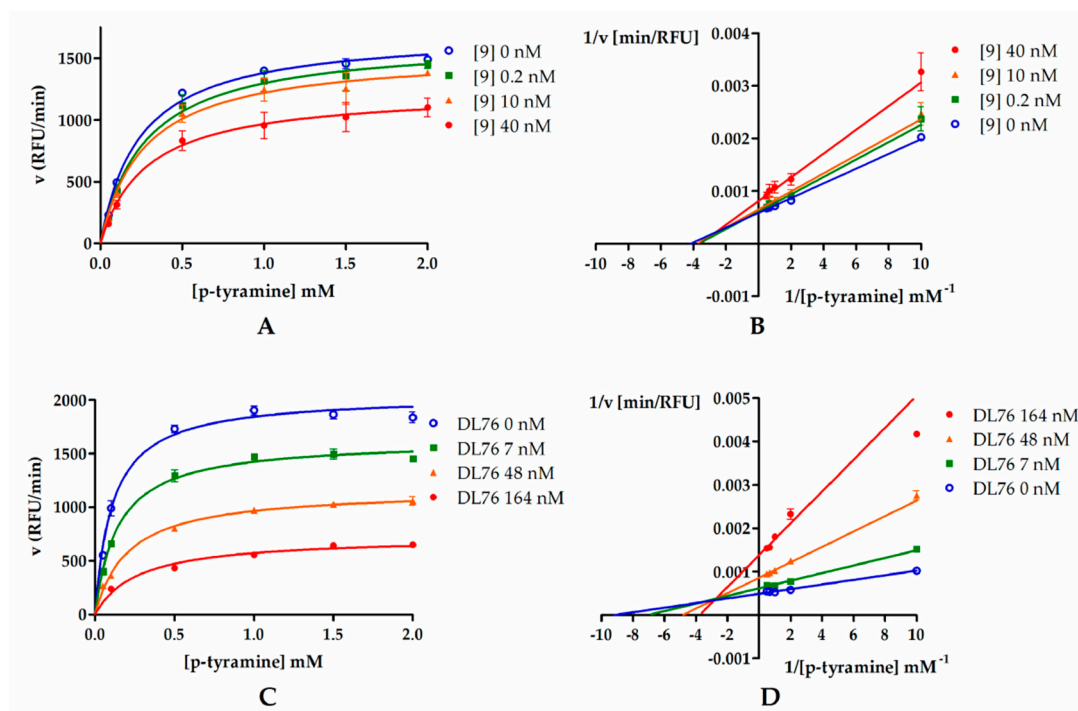 1500
1000
500
0
v (RFU/min)
0.0 0.5 1.0 1.5 2.0
[p-tyramine] mM
[9] 0 nM
[9] 0.2 nM
[9] 10 nM
[9] 40 nM
A
1/v [min/RFU]
0.004
0.003
0.002
0.001
-0.001
-10 -8 -6 -4 -2 2 4 6 8 10
1/[p-tyramine] mM-1
[9] 40 nM
[9] 10 nM
[9] 0.2 nM
[9] 0 nM
B
2000
1500
1000
500
0
v (RFU/min)
0.0 0.5 1.0 1.5 2.0
[p-tyramine] mM
DL76 0 nM
DL76 7 nM
DL76 48 nM
DL76 164 nM
C
1/v [min/RFU]
0.005
0.005
0.004
0.003
0.002
0.001
-0.001
-10 -8 -6 -4 -2 2 4 6 8 10
1/[p-tyramine] mM-1
DL76 164 nM
DL76 48 nM
DL76 7 nM
DL76 0 nM
D